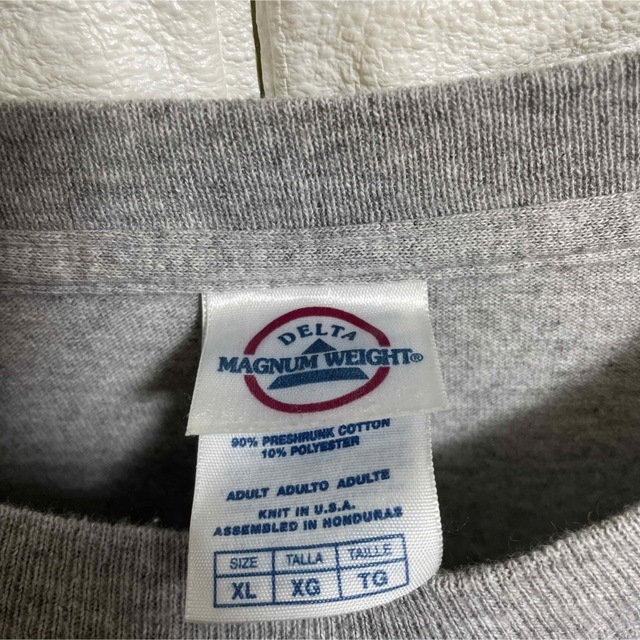 DELTA
MAGNUM WEIGHT®
90% PRESHRUNK COTTON
10% POLYESTER
ADULT ADULTO ADULTE
KNIT IN U.S.A.
ASSEMBLED IN HONDURAS
SIZE TALLA TAILLE
XL XG TG